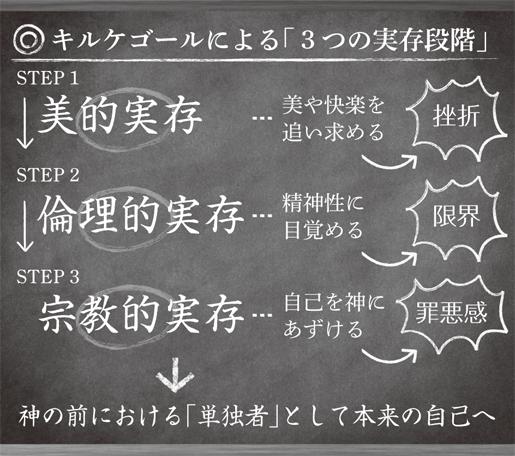 ◎キルケゴールによる「3つの実存段階」
STEP 1
美的実存
…美や快楽を
追い求める
挫折
STEP 2
倫理的実存
…精神性に
目覚める
限界
STEP 3
宗教的実存
…自己を神に
あずける
罪悪感
神の前における「単独者」として本来の自己へ